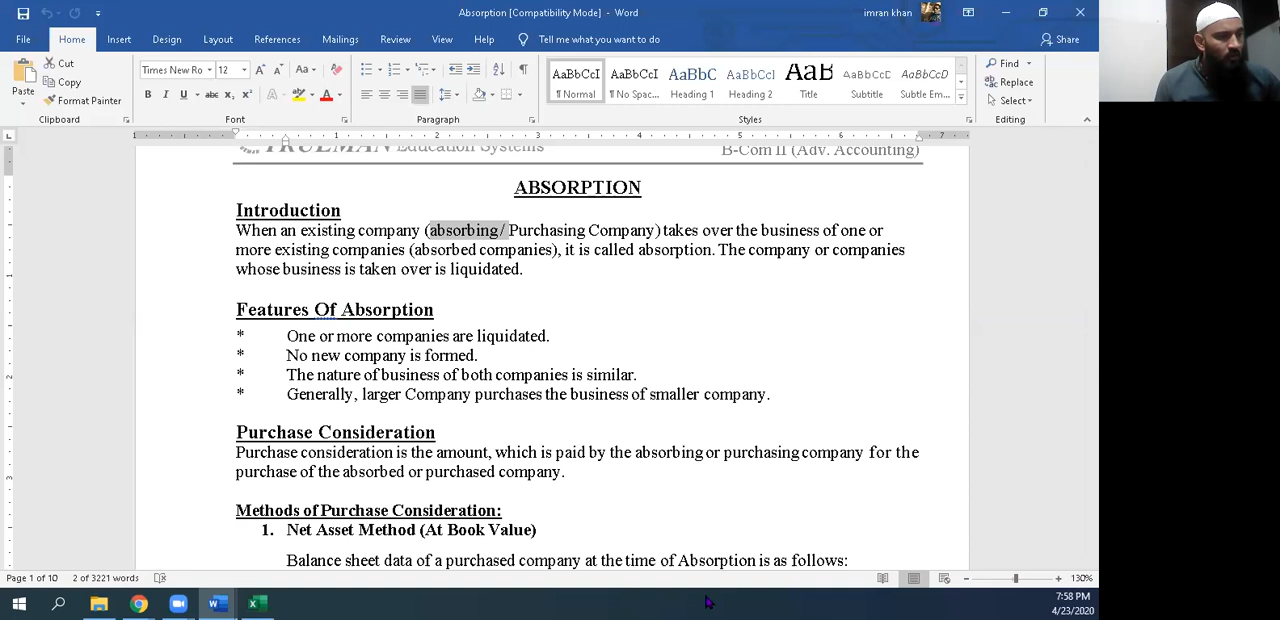 Absorption [Compatibility Mode] - Word
imran khan
File Home Insert Design Layout References Mailings Review View Help Tell me what you want to do Share
Paste Cut Copy Format Painter
Times New Ro 12
AaBbCcI AaBbCcI AaBbC AaBbCcI AaB AaBbCcD AaBbCcD
¶ Normal ¶ No Spac... Heading 1 Heading 2 Title Subtitle Subtle Em...
Find Replace Select
Clipboard Font Paragraph Styles Editing
1 1 2 3 4 5 6 7
TRUEMAN Education Systems B-Com II (Adv. Accounting)
ABSORPTION
Introduction
When an existing company (absorbing / Purchasing Company) takes over the business of one or
more existing companies (absorbed companies), it is called absorption. The company or companies
whose business is taken over is liquidated.
Features Of Absorption
* One or more companies are liquidated.
* No new company is formed.
* The nature of business of both companies is similar.
* Generally, larger Company purchases the business of smaller company.
Purchase Consideration
Purchase consideration is the amount, which is paid by the absorbing or purchasing company for the
purchase of the absorbed or purchased company.
Methods of Purchase Consideration:
1. Net Asset Method (At Book Value)
Balance sheet data of a purchased company at the time of Absorption is as follows:
Page 1 of 10 2 of 3221 words 130%
7:58 PM
4/23/2020